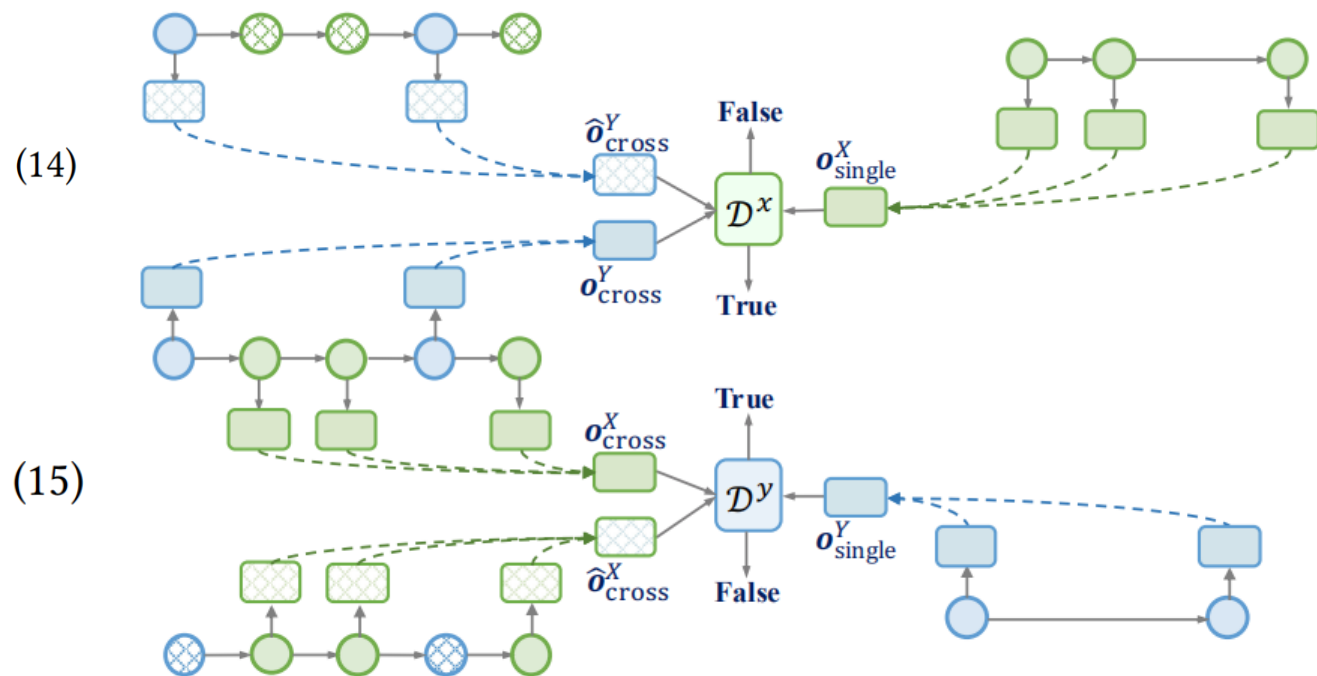 (14)
False
ô^Y_cross
o^X_single
𝒟^x
o^Y_cross
True
True
o^X_cross
(15)
𝒟^y
o^Y_single
ô^X_cross
False